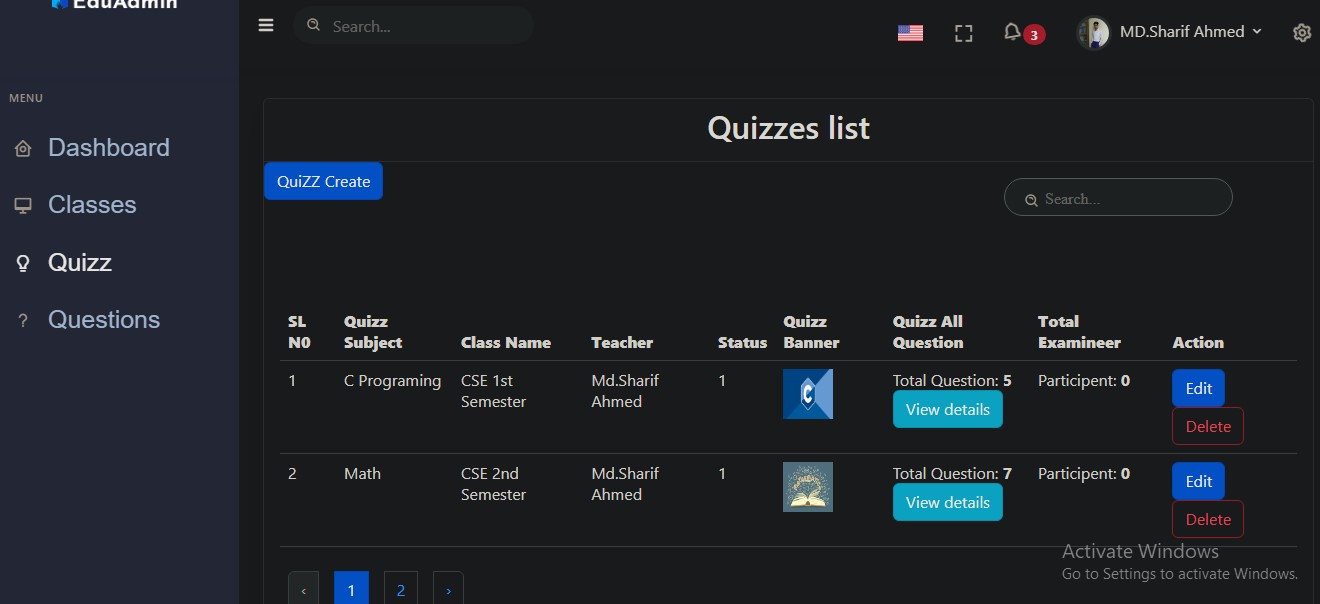 EduAdmin
Search...
3
MD.Sharif Ahmed
MENU
Dashboard
Classes
Quizz
? Questions
Quizzes list
QuiZZ Create
Search...
SL N0
Quizz Subject
Class Name
Teacher
Status
Quizz Banner
Quizz All Question
Total Examineer
Action
1
C Programing
CSE 1st Semester
Md.Sharif Ahmed
1
C
Total Question: 5
View details
Participent: 0
Edit
Delete
2
Math
CSE 2nd Semester
Md.Sharif Ahmed
1
Total Question: 7
View details
Participent: 0
Edit
Delete
‹ 1 2 ›
Activate Windows
Go to Settings to activate Windows.